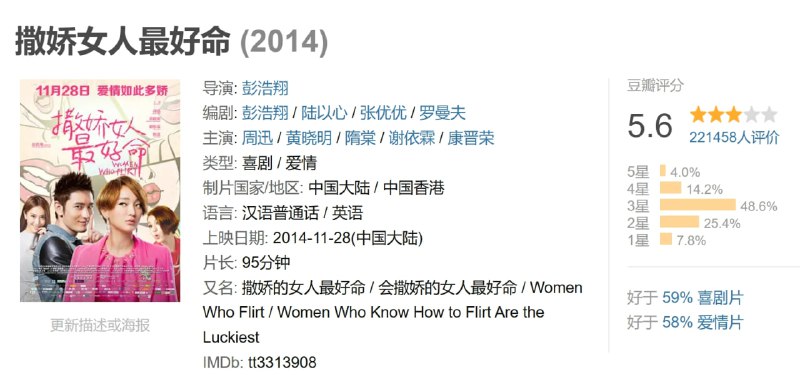 撒娇女人最好命 (2014)
11月28日 爱情如此多娇
撒娇女人
最好命
Women
Who Flirt
更新描述或海报
导演: 彭浩翔
编剧: 彭浩翔 / 陆以心 / 张优优 / 罗曼夫
主演: 周迅 / 黄晓明 / 隋棠 / 谢依霖 / 康晋荣
类型: 喜剧 / 爱情
制片国家/地区: 中国大陆 / 中国香港
语言: 汉语普通话 / 英语
上映日期: 2014-11-28(中国大陆)
片长: 95分钟
又名: 撒娇的女人最好命 / 会撒娇的女人最好命 / Women
Who Flirt / Women Who Know How to Flirt Are the
Luckiest
IMDb: tt3313908
豆瓣评分
5.6
221458人评价
5星 4.0%
4星 14.2%
3星 48.6%
2星 25.4%
1星 7.8%
好于 59% 喜剧片
好于 58% 爱情片